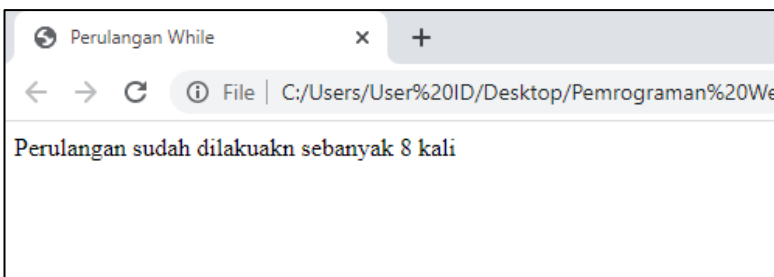 Perulangan While
File | C:/Users/User%20ID/Desktop/Pemrograman%20We
Perulangan sudah dilakuakn sebanyak 8 kali